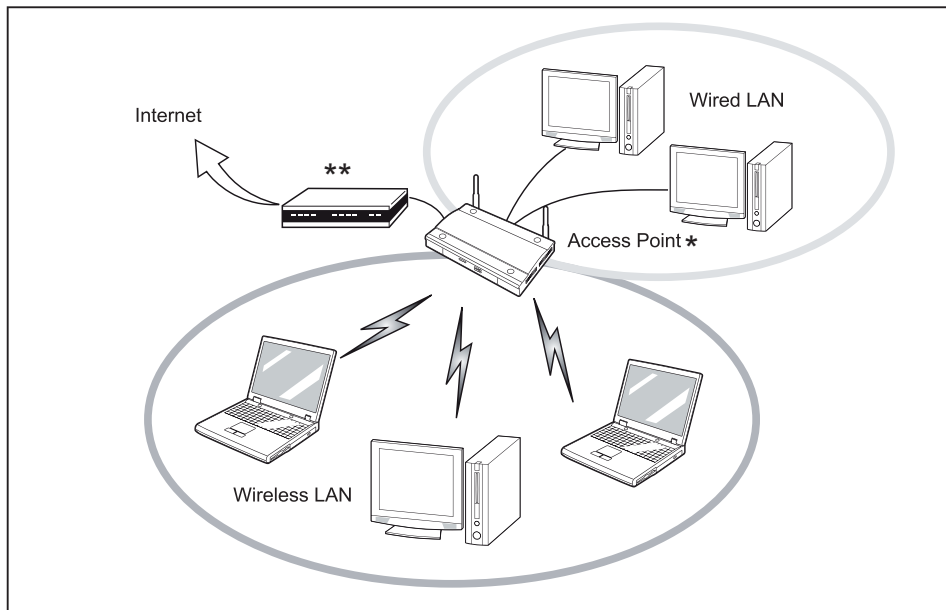 Internet
**
Wired LAN
Access Point*
Wireless LAN